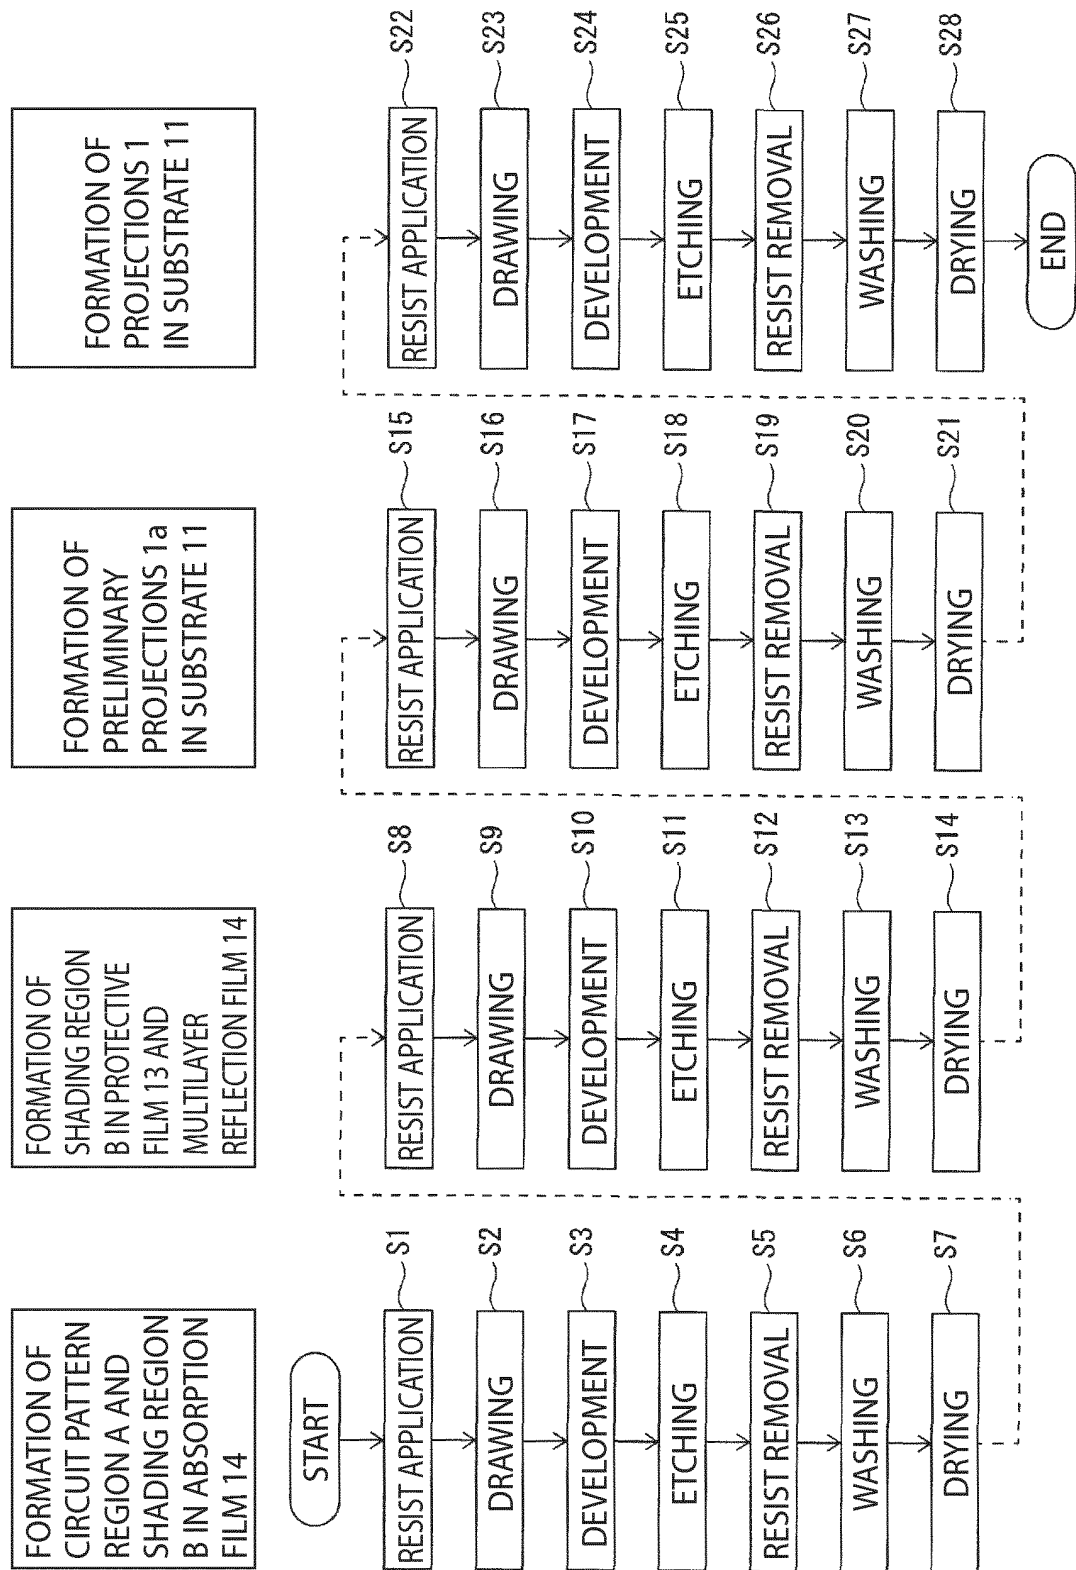 FORMATION OF
CIRCUT PATTERN
REGION A AND
SHADING REGION
B IN ABSORPTION
FILM 14
START
RESIST APPLICATION
S1
DRAWING
S2
DEVELOPMENT
S3
ETCHING
S4
RESIST REMOVAL
S5
WASHING
S6
DRYING
S7
FORMATION OF
SHADING REGION
B IN PROTECTIVE
FILM 13 AND
MULTILAYER
REFLECTION FILM 14
RESIST APPLICATION
S8
DRAWING
S9
DEVELOPMENT
S10
ETCHING
S11
RESIST REMOVAL
S12
WASHING
S13
DRYING
S14
FORMATION OF
PRELIMINARY
PROJECTIONS 1a
IN SUBSTRATE 11
RESIST APPLICATION
S15
DRAWING
S16
DEVELOPMENT
S17
ETCHING
S18
RESIST REMOVAL
S19
WASHING
S20
DRYING
S21
FORMATION OF
PROJECTIONS 1
IN SUBSTRATE 11
RESIST APPLICATION
S22
DRAWING
S23
DEVELOPMENT
S24
ETCHING
S25
RESIST REMOVAL
S26
WASHING
S27
DRYING
S28
END